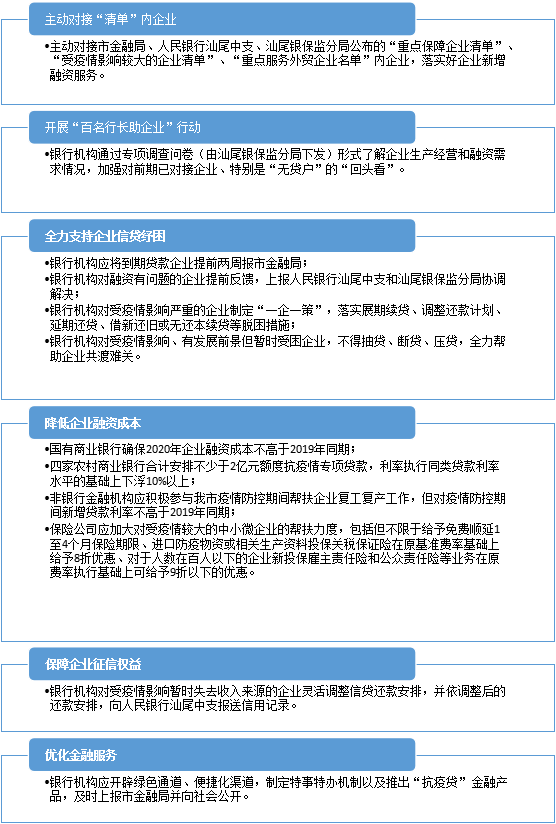 主动对接“清单”内企业
•主动对接市金融局、人民银行汕尾中支、汕尾银保监分局公布的“重点保障企业清单”、
“受疫情影响较大的企业清单”、“重点服务外贸企业名单”内企业，落实好企业新增
融资服务。
开展“百名行长助企业”行动
•银行机构通过专项调查问卷（由汕尾银保监分局下发）形式了解企业生产经营和融资需
求情况，加强对前期已对接企业、特别是“无贷户”的“回头看”。
全力支持企业信贷纾困
•银行机构应将到期贷款企业提前两周报市金融局；
•银行机构对融资有问题的企业提前反馈，上报人民银行汕尾中支和汕尾银保监分局协调
解决；
•银行机构对受疫情影响严重的企业制定“一企一策”，落实展期续贷、调整还款计划、
延期还贷、借新还旧或无还本续贷等脱困措施；
•银行机构对受疫情影响、有发展前景但暂时受困企业，不得抽贷、断贷、压贷，全力帮
助企业共渡难关。
降低企业融资成本
•国有商业银行确保2020年企业融资成本不高于2019年同期；
•四家农村商业银行合计安排不少于2亿元额度抗疫情专项贷款，利率执行同类贷款利率
水平的基础上下浮10%以上；
•非银行金融机构应积极参与我市疫情防控期间帮扶企业复工复产工作，但对疫情防控期
间新增贷款利率不高于2019年同期；
•保险公司应加大对受疫情较大的中小微企业的帮扶力度，包括但不限于给予免费顺延1
至4个月保险期限、进口防疫物资或相关生产资料投保关税保证险在原基准费率基础上
给予8折优惠、对于人数在百人以下的企业新投保雇主责任险和公众责任险等业务在原
费率执行基础上可给予9折以下的优惠。
保障企业征信权益
•银行机构对受疫情影响暂时失去收入来源的企业灵活调整信贷还款安排，并依调整后的
还款安排，向人民银行汕尾中支报送信用记录。
优化金融服务
•银行机构应开辟绿色通道、便捷化渠道，制定特事特办机制以及推出“抗疫贷”金融产
品，及时上报市金融局并向社会公开。